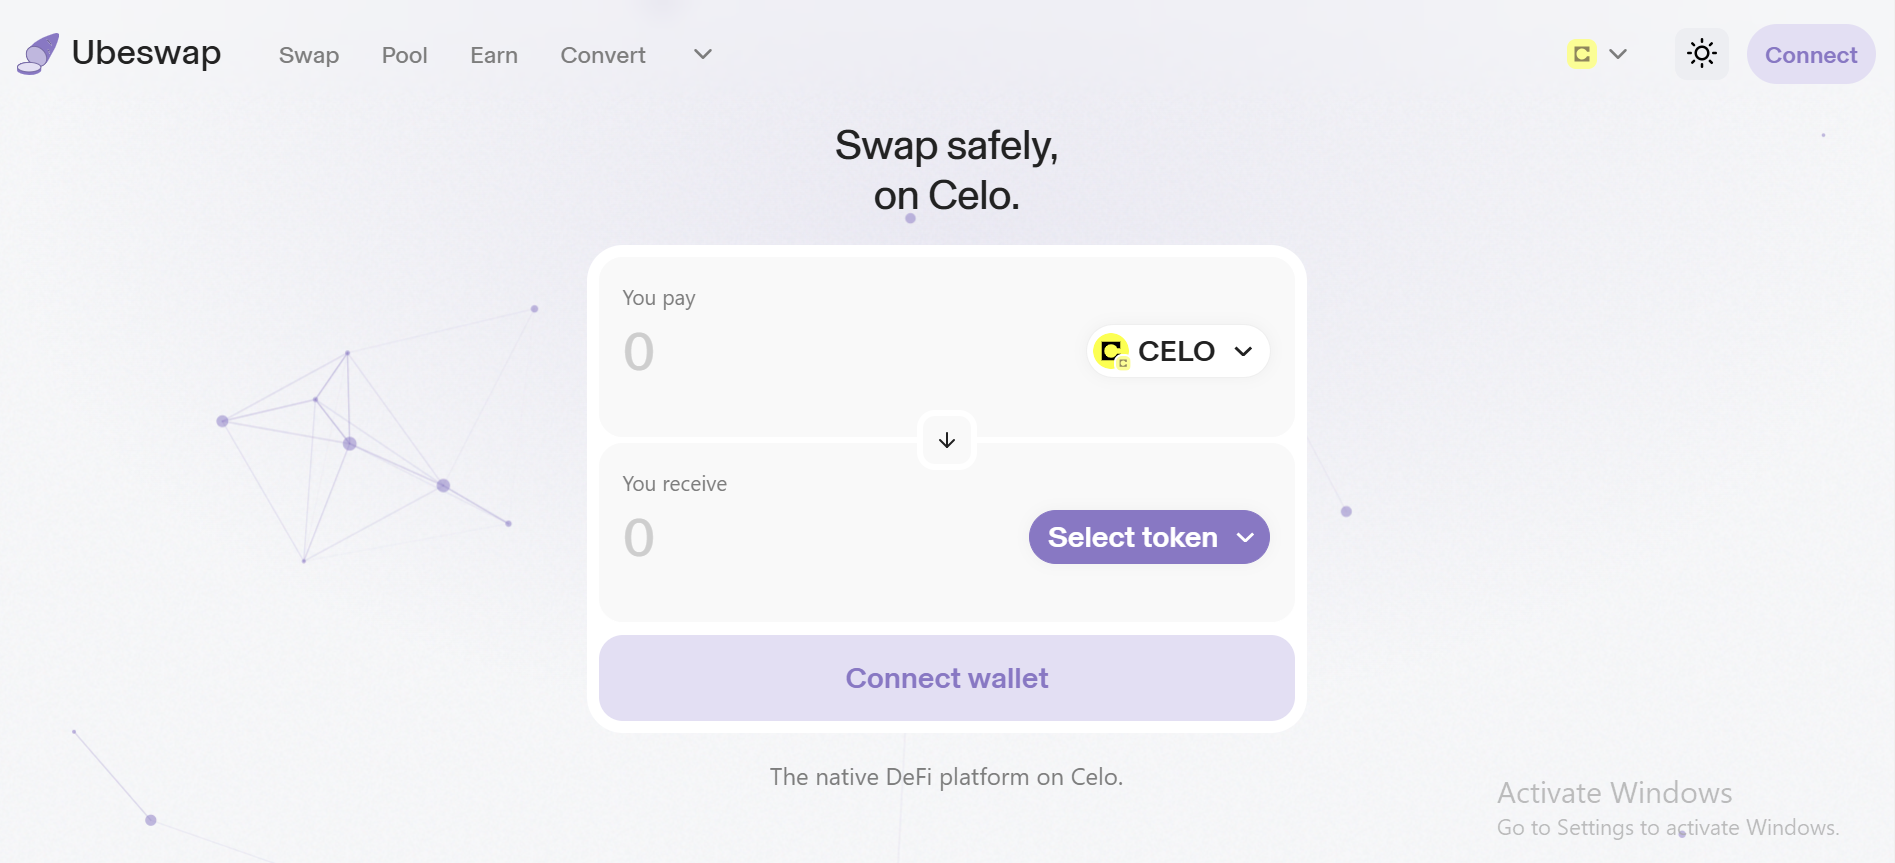 Ubeswap
Swap
Pool
Earn
Convert
Connect
Swap safely,
on Celo.
You pay
0
CELO
You receive
0
Select token
Connect wallet
The native DeFi platform on Celo.
Activate Windows
Go to Settings to activate Windows.